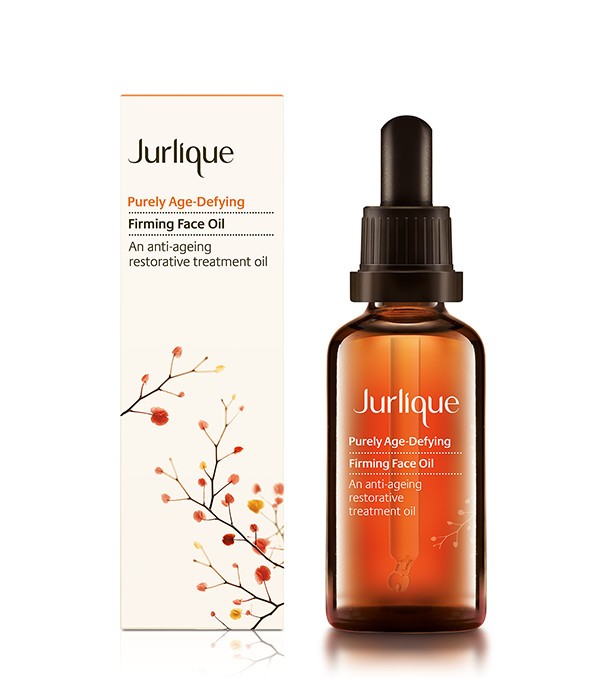 Jurlique
Purely Age-Defying
Firming Face Oil
An anti-ageing
restorative treatment oil
Jurlique
Purely Age-Defying
Firming Face Oil
An anti-ageing
restorative
treatment oil